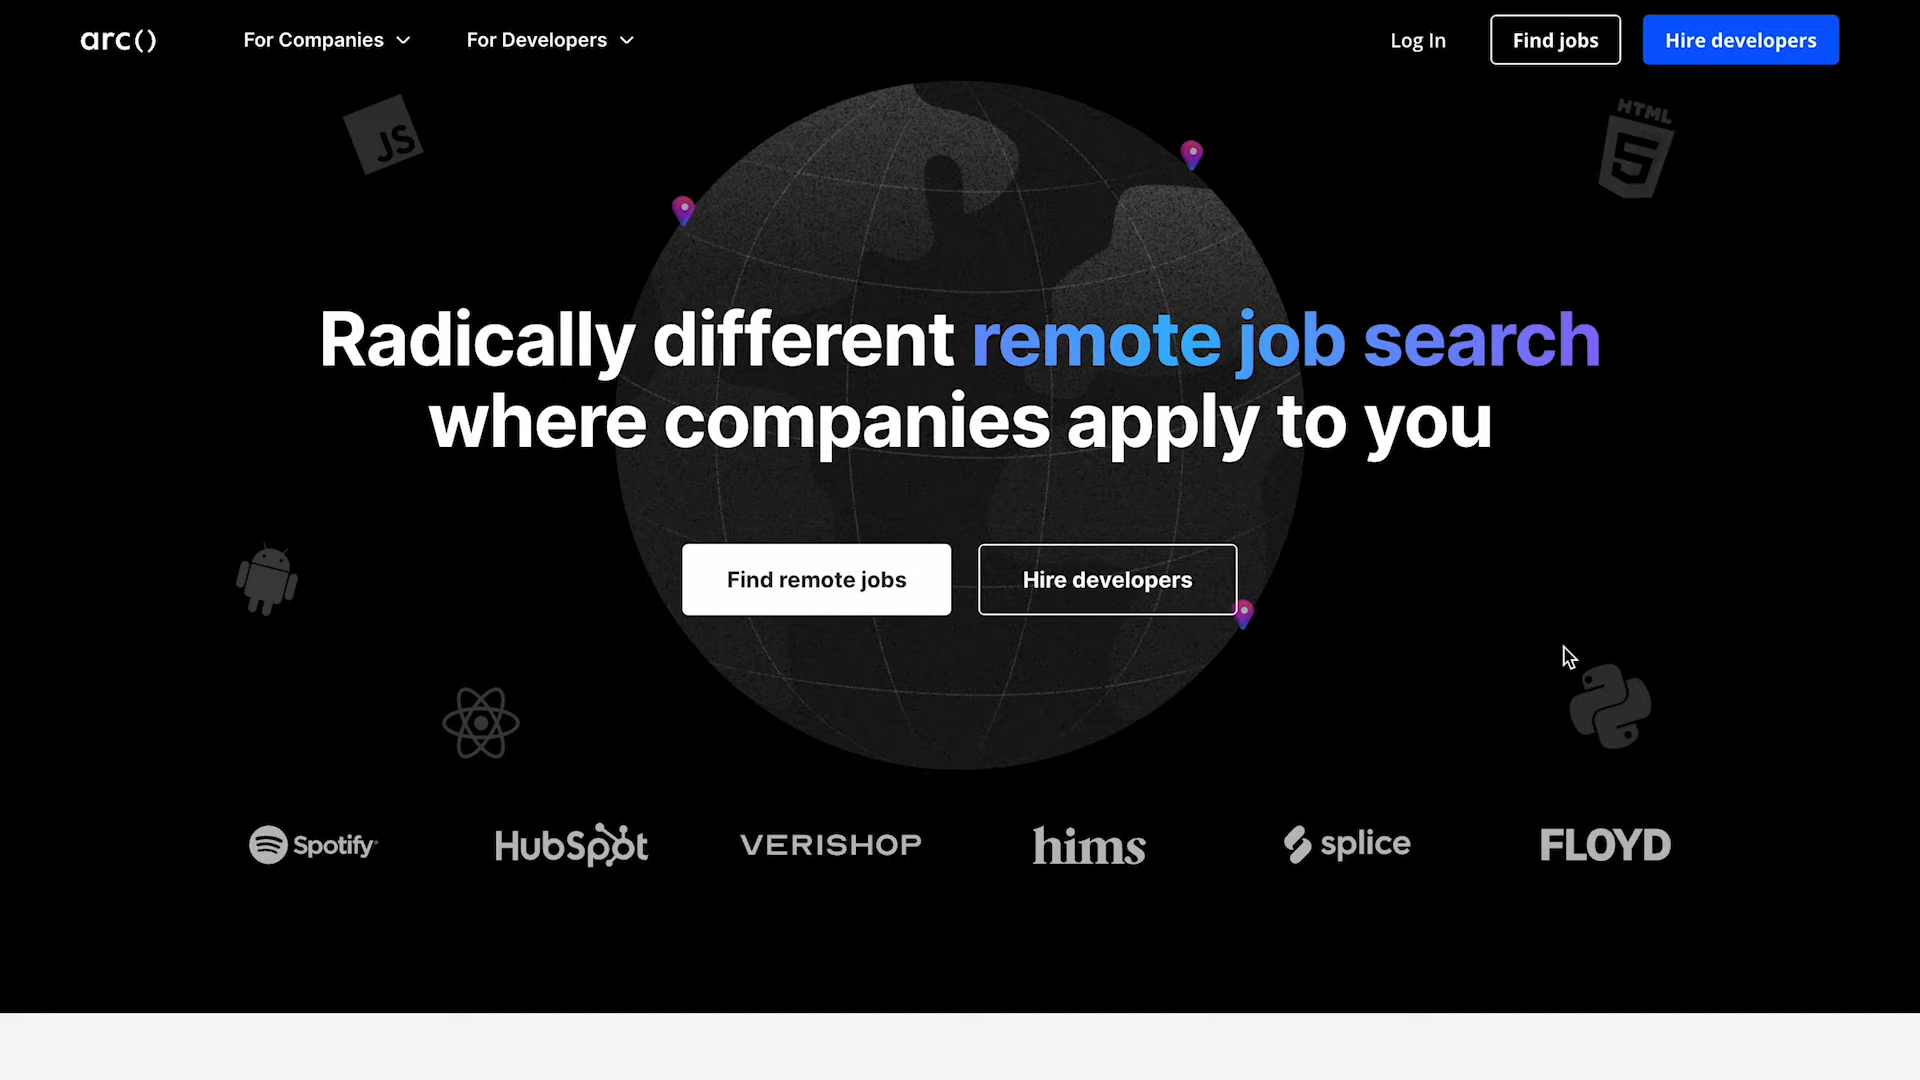 arc()
For Companies
For Developers
Log In
Find jobs
Hire developers
JS
HTML
5
Radically different remote job search
where companies apply to you
Find remote jobs
Hire developers
Spotify
HubSpot
VERISHOP
hims
splice
FLOYD